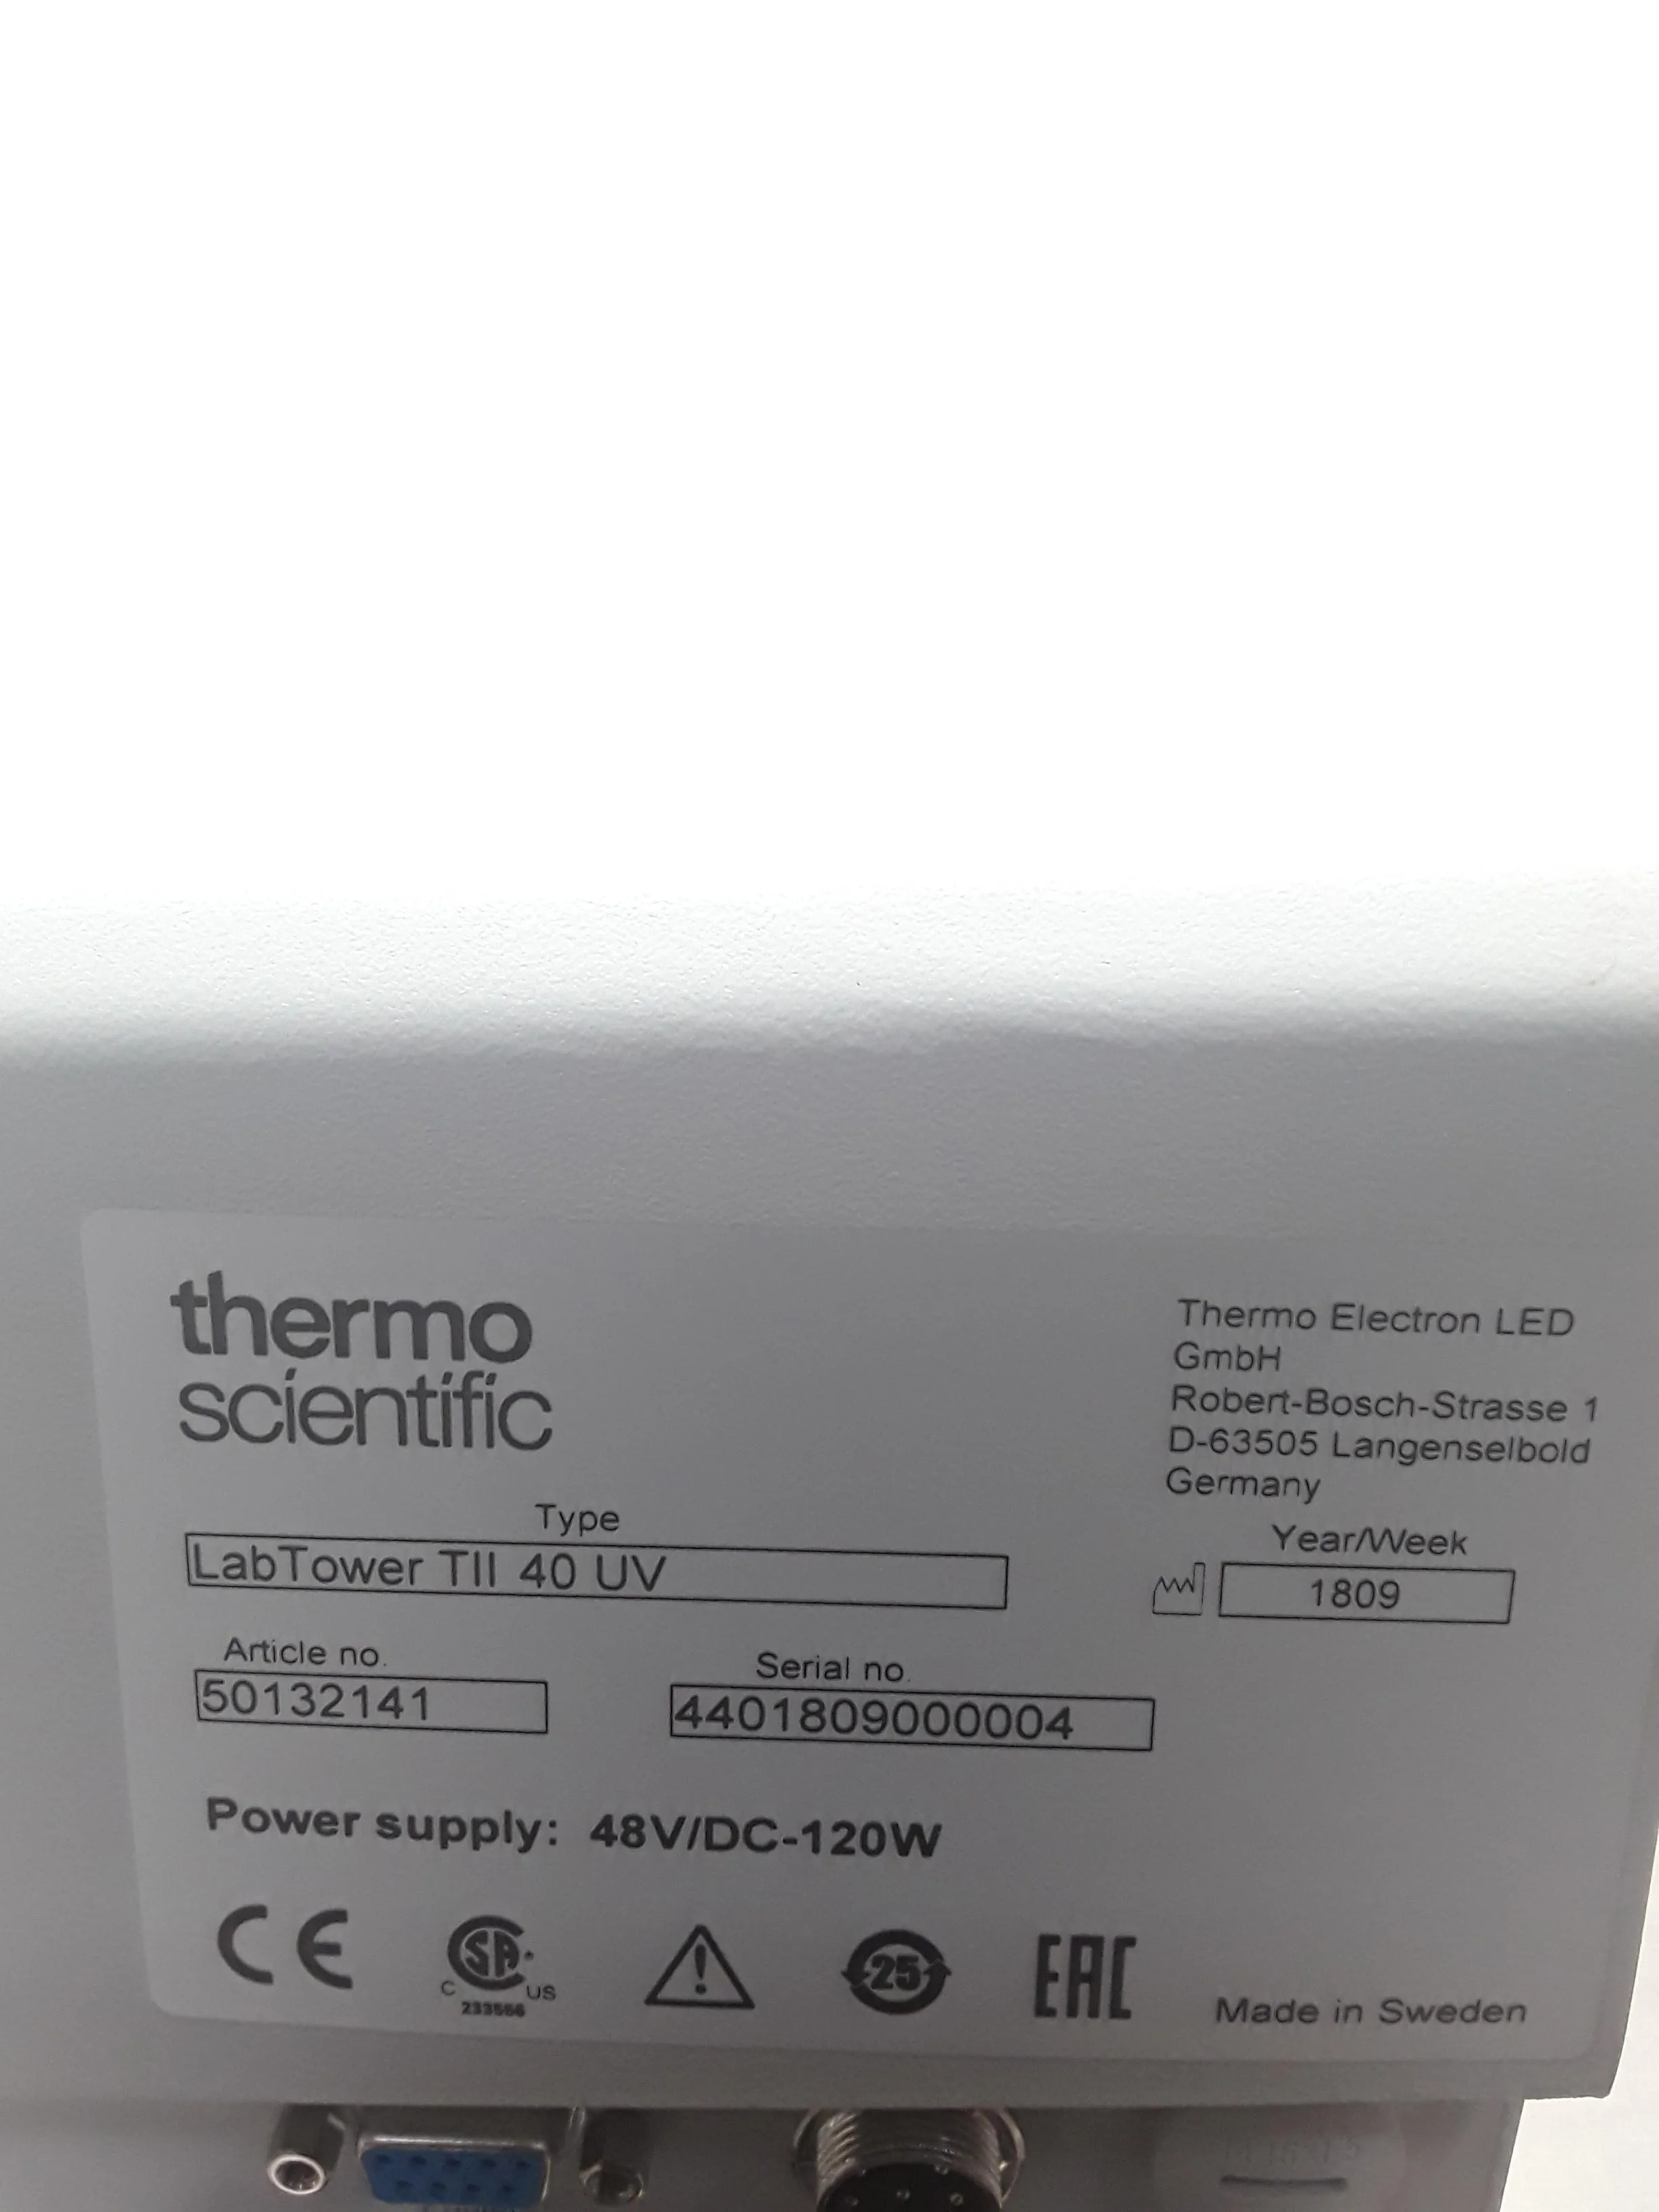 thermo
scientific
Thermo Electron LED
GmbH
Robert-Bosch-Strasse 1
D-63505 Langenselbold
Germany
Type
LabTower TII 40 UV
Year/Week
1809
Article no.
50132141
Serial no.
4401809000004
Power supply: 48V/DC-120W
CE
SA
C US
233566
25
EAC
Made in Sweden